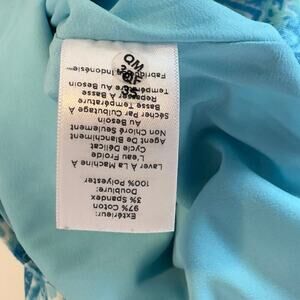 Extérieur:
97% Coton
3% Spandex
Doublure:
100% Polyester
Laver À La Machine À
L'eau Froide
Cycle Délicat
Agent De Blanchiment
Non Chloré Seulement
Au Besoin
Sécher Par Culbutage À
Basse Température
Repasser À Basse
Température Au Besoin
Fabriqué Indonésie
QM